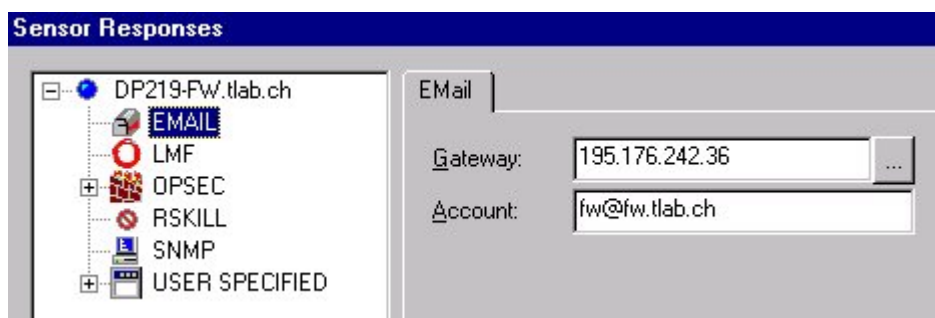 Sensor Responses
DP219-FW.tlab.ch
EMAIL
LMF
OPSEC
RSKILL
SNMP
USER SPECIFIED
EMail
Gateway: 195.176.242.36 ...
Account: fw@fw.tlab.ch